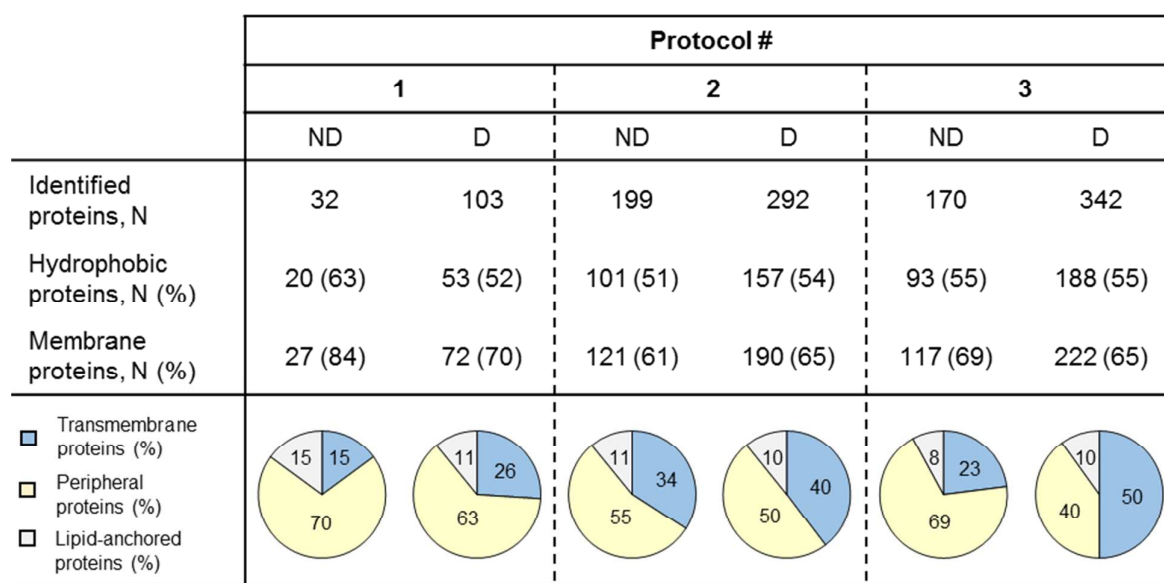 Protocol #
1 2 3
ND D ND D ND D
Identified
proteins, N
32 103 199 292 170 342
Hydrophobic
proteins, N (%)
20 (63) 53 (52) 101 (51) 157 (54) 93 (55) 188 (55)
Membrane
proteins, N (%)
27 (84) 72 (70) 121 (61) 190 (65) 117 (69) 222 (65)
Transmembrane
proteins (%)
Peripheral
proteins (%)
Lipid-anchored
proteins (%)
15 15 70
11 26 63
11 34 55
10 40 50
8 23 69
10 50 40